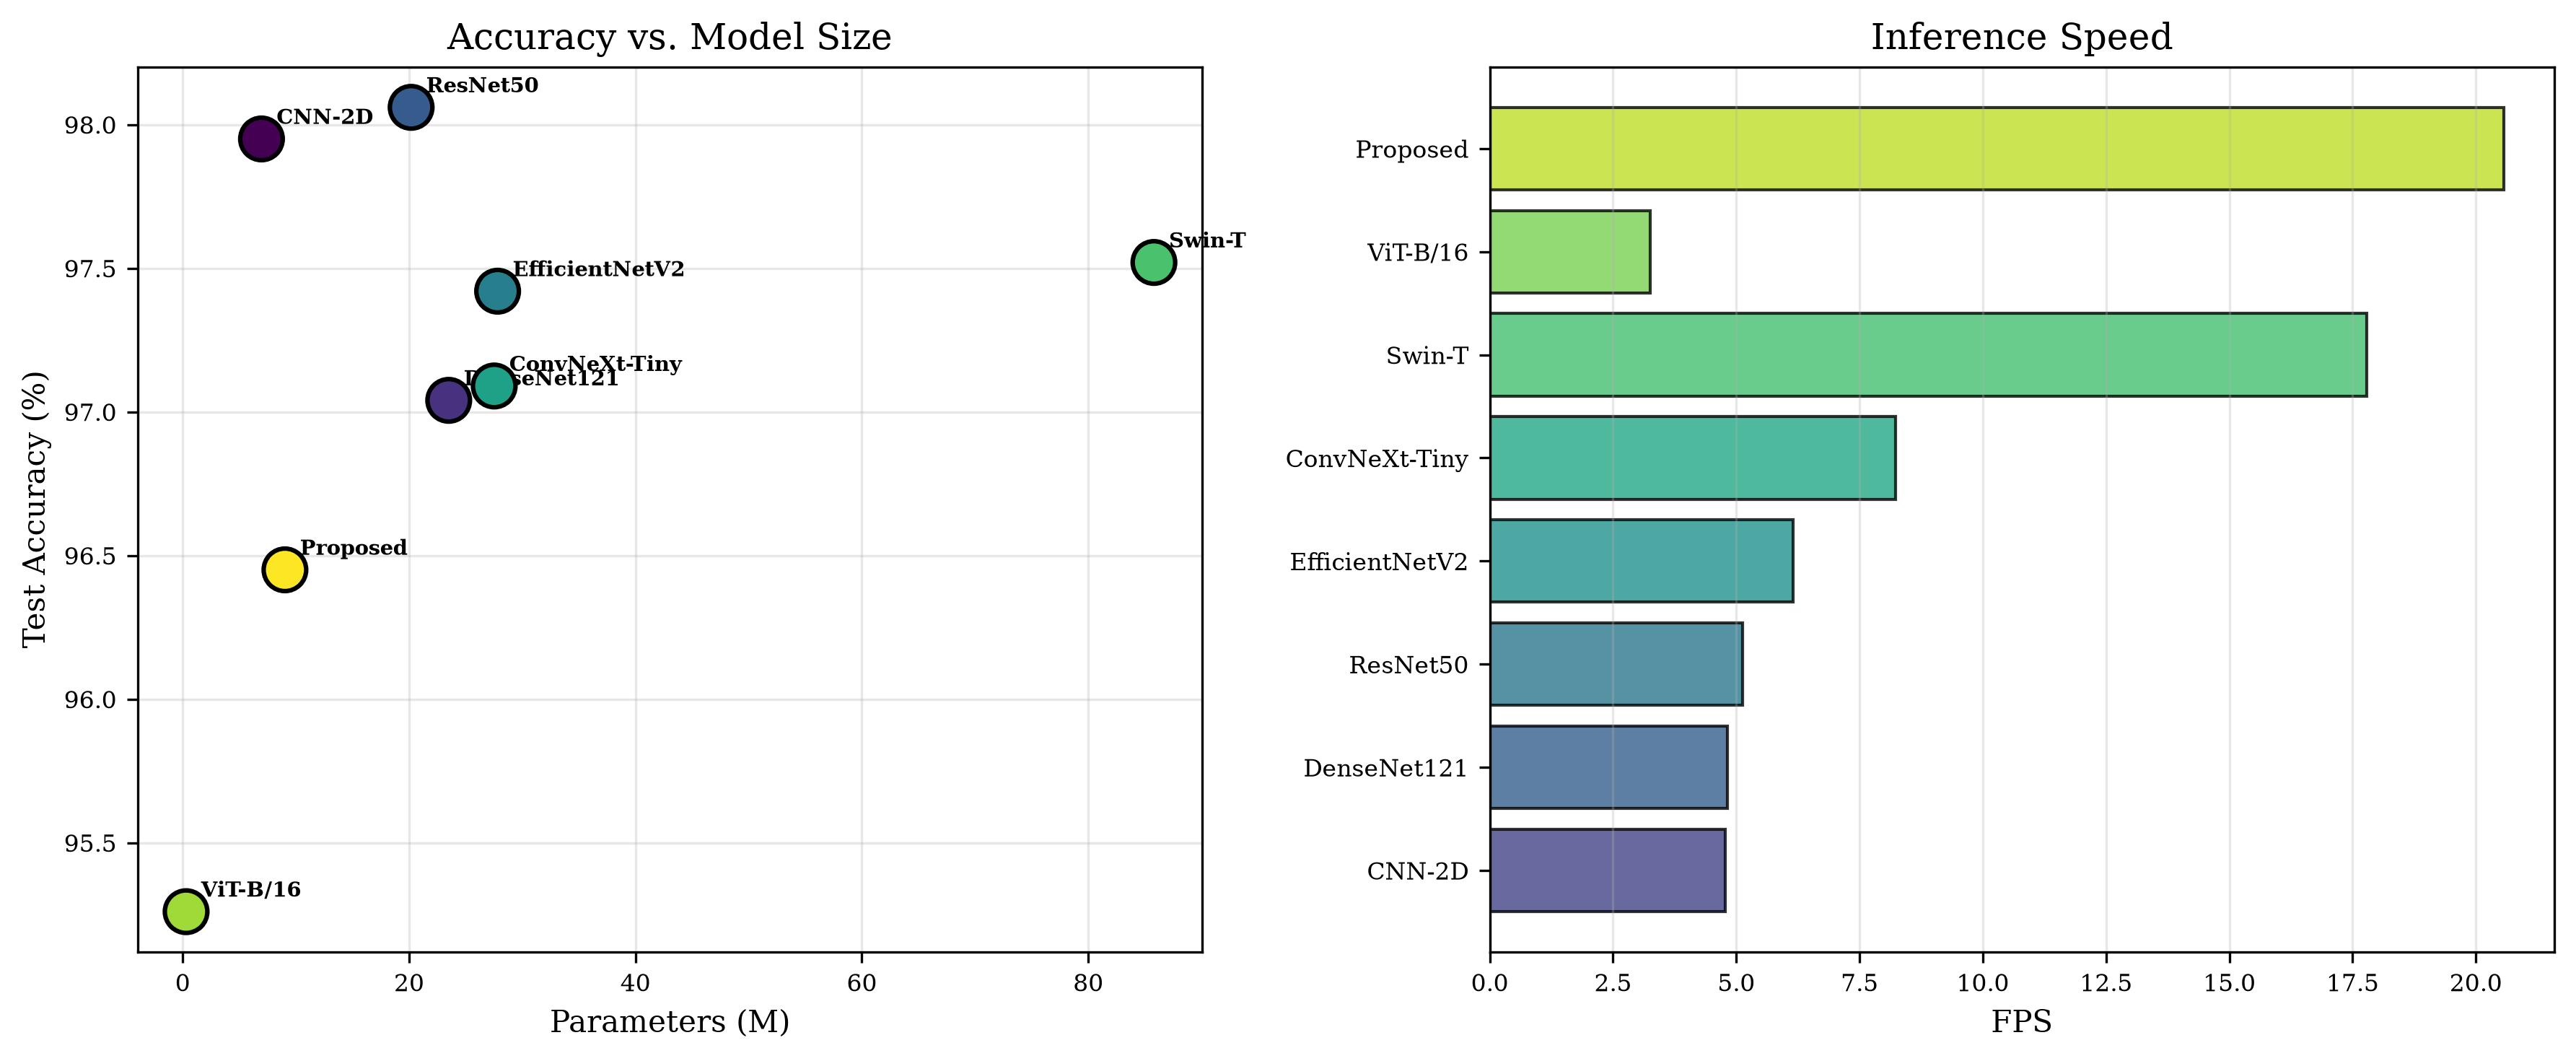 Accuracy vs. Model Size
ResNet50
CNN-2D
98.0
Swin-T
97.5
EfficientNetV2
ConvNeXt-Tiny
97.0
96.5
Proposed
96.0
95.5
ViT-B/16
Test Accuracy (%)
0 20 40 60 80
Parameters (M)
Inference Speed
Proposed
ViT-B/16
Swin-T
ConvNeXt-Tiny
EfficientNetV2
ResNet50
DenseNet121
CNN-2D
0.0 2.5 5.0 7.5 10.0 12.5 15.0 17.5 20.0
FPS